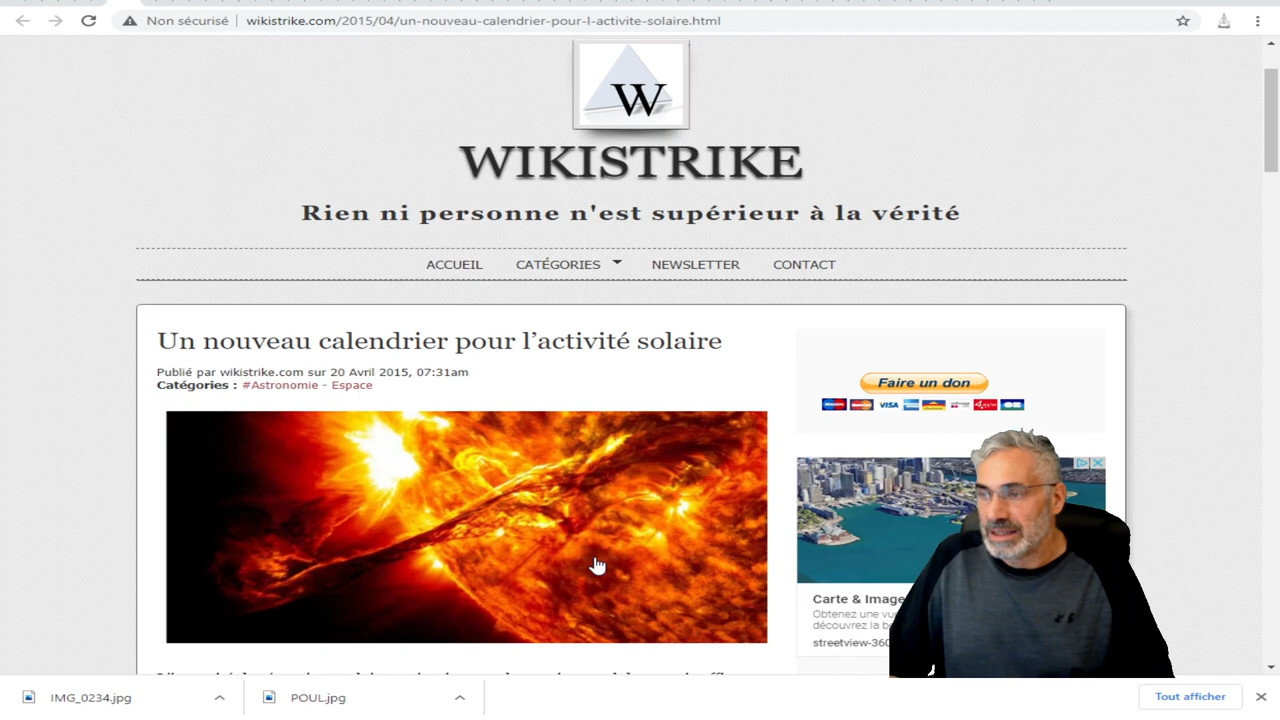 Non sécurisé
wikistrike.com/2015/04/un-nouveau-calendrier-pour-l-activite-solaire.html
W
WIKISTRIKE
Rien ni personne n'est supérieur à la vérité
ACCUEIL CATÉGORIES NEWSLETTER CONTACT
Un nouveau calendrier pour l’activité solaire
Publié par wikistrike.com sur 20 Avril 2015, 07:31am
Catégories : #Astronomie - Espace
Faire un don
VISA
Carte & Image
Obtenez une vue
découvrez la
streetview-360
IMG_0234.jpg
POUL.jpg
Tout afficher